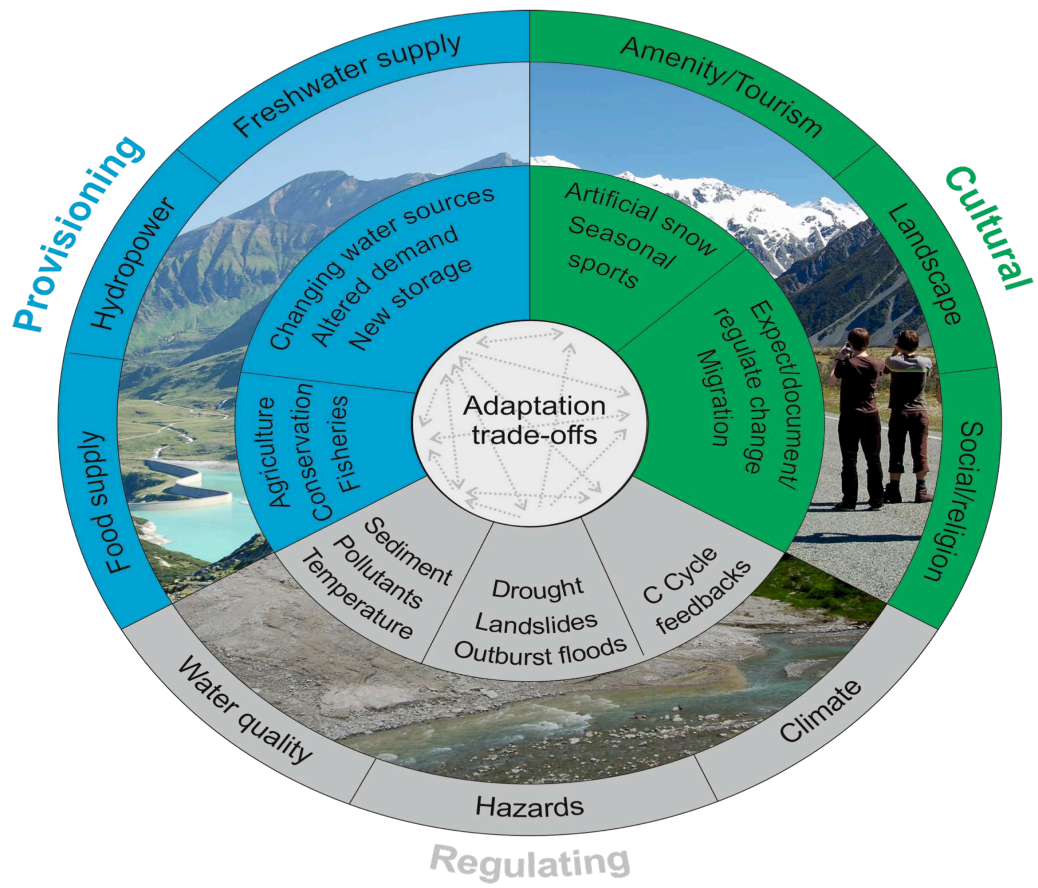 Provisioning
Freshwater supply
Hydropower
Food supply
Changing water sources
Altered demand
New storage
Agriculture
Conservation
Fisheries
Cultural
Amenity/Tourism
Landscape
Social/religion
Artificial snow
Seasonal
sports
Expect/document/
regulate change
Migration
Adaptation
trade-offs
Sediment
Pollutants
Temperature
Drought
Landslides
Outburst floods
C Cycle
feedbacks
Water quality
Hazards
Climate
Regulating